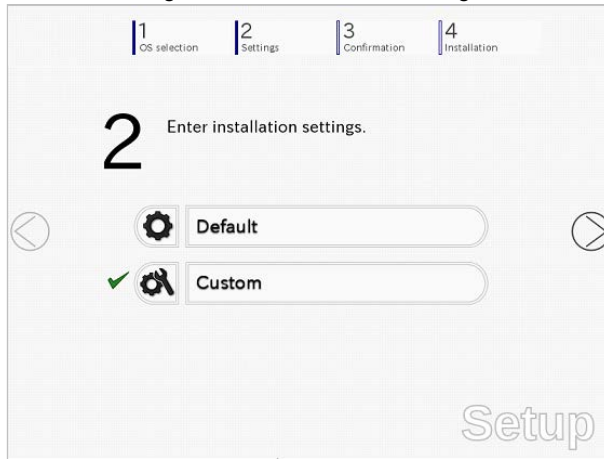 1
OS selection
2
Settings
3
Confirmation
4
Installation
2
Enter installation settings.
Default
Custom
Setup